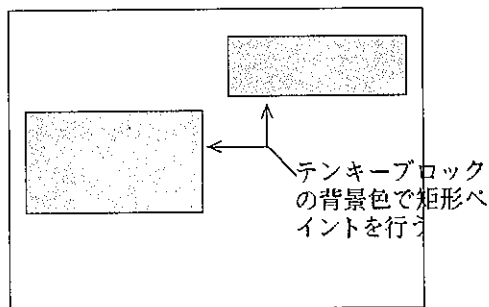 テンキーブロック
の背景色で矩形ペ
イントを行う